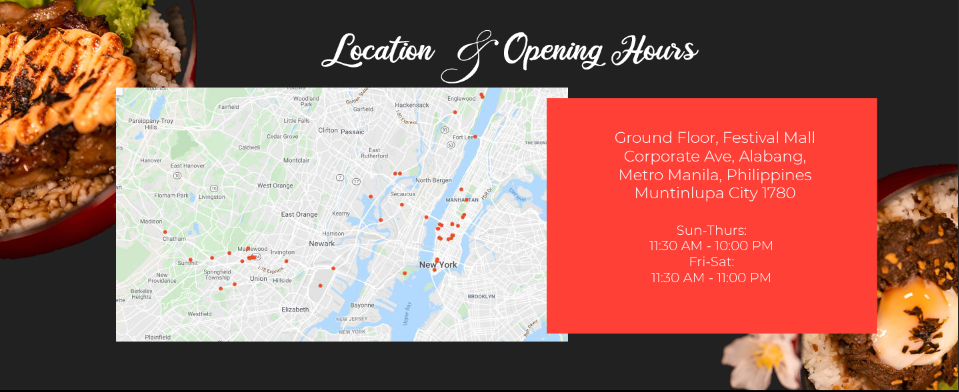 Location & Opening Hours
Ground Floor, Festival Mall
Corporate Ave, Alabang,
Metro Manila, Philippines
Muntinlupa City 1780
Sun-Thurs:
11:30 AM - 10:00 PM
Fri-Sat:
11:30 AM - 11:00 PM
Woodland
Park
Hackensack
Englewood
Fairfield
Garfield
Parsippany-Troy
Hills
Little Falls
Clifton
Passaic
Fort Lee
Cedar Grove
Caldwell
East
Rutherford
Hanover
East Hanover
Montclair
North Bergen
Florham Park
Livingston
West Orange
Secaucus
MANHATTAN
Madison
East Orange
Kearny
Chatham
Harrison
Newark
Maplewood
Irvington
Summit
New York
Springfield
Township
Union
Hillside
Berkeley
Heights
Bayonne
BROOKLYN
Elizabeth
Westfield
NEW JERSEY
NEW YORK
Plainfield